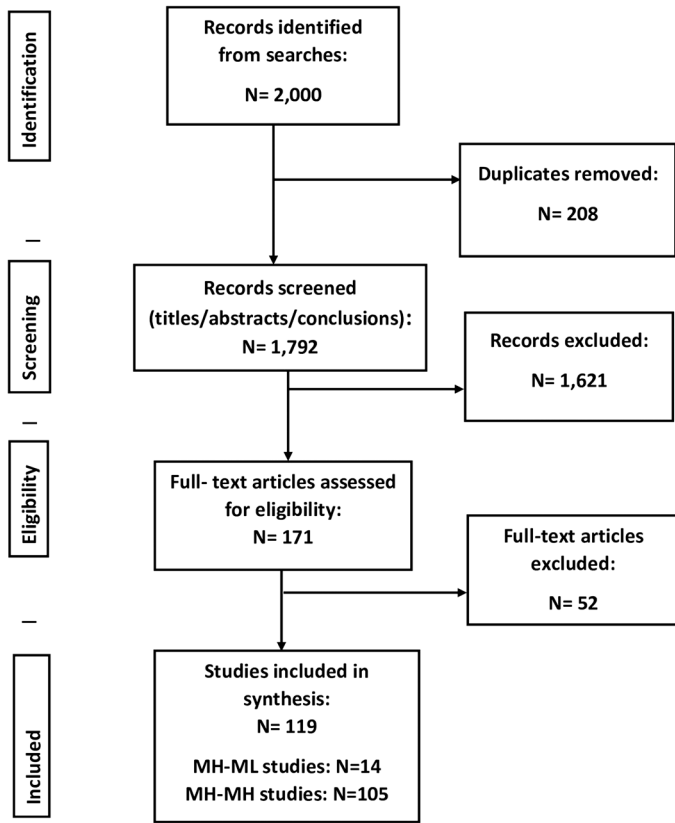 Identification
Records identified
from searches:
N= 2,000
Duplicates removed:
N= 208
Screening
Records screened
(titles/abstracts/conclusions):
N= 1,792
Records excluded:
N= 1,621
Eligibility
Full- text articles assessed
for eligibility:
N= 171
Full-text articles
excluded:
N= 52
Included
Studies included in
synthesis:
N= 119
MH-ML studies: N=14
MH-MH studies: N=105